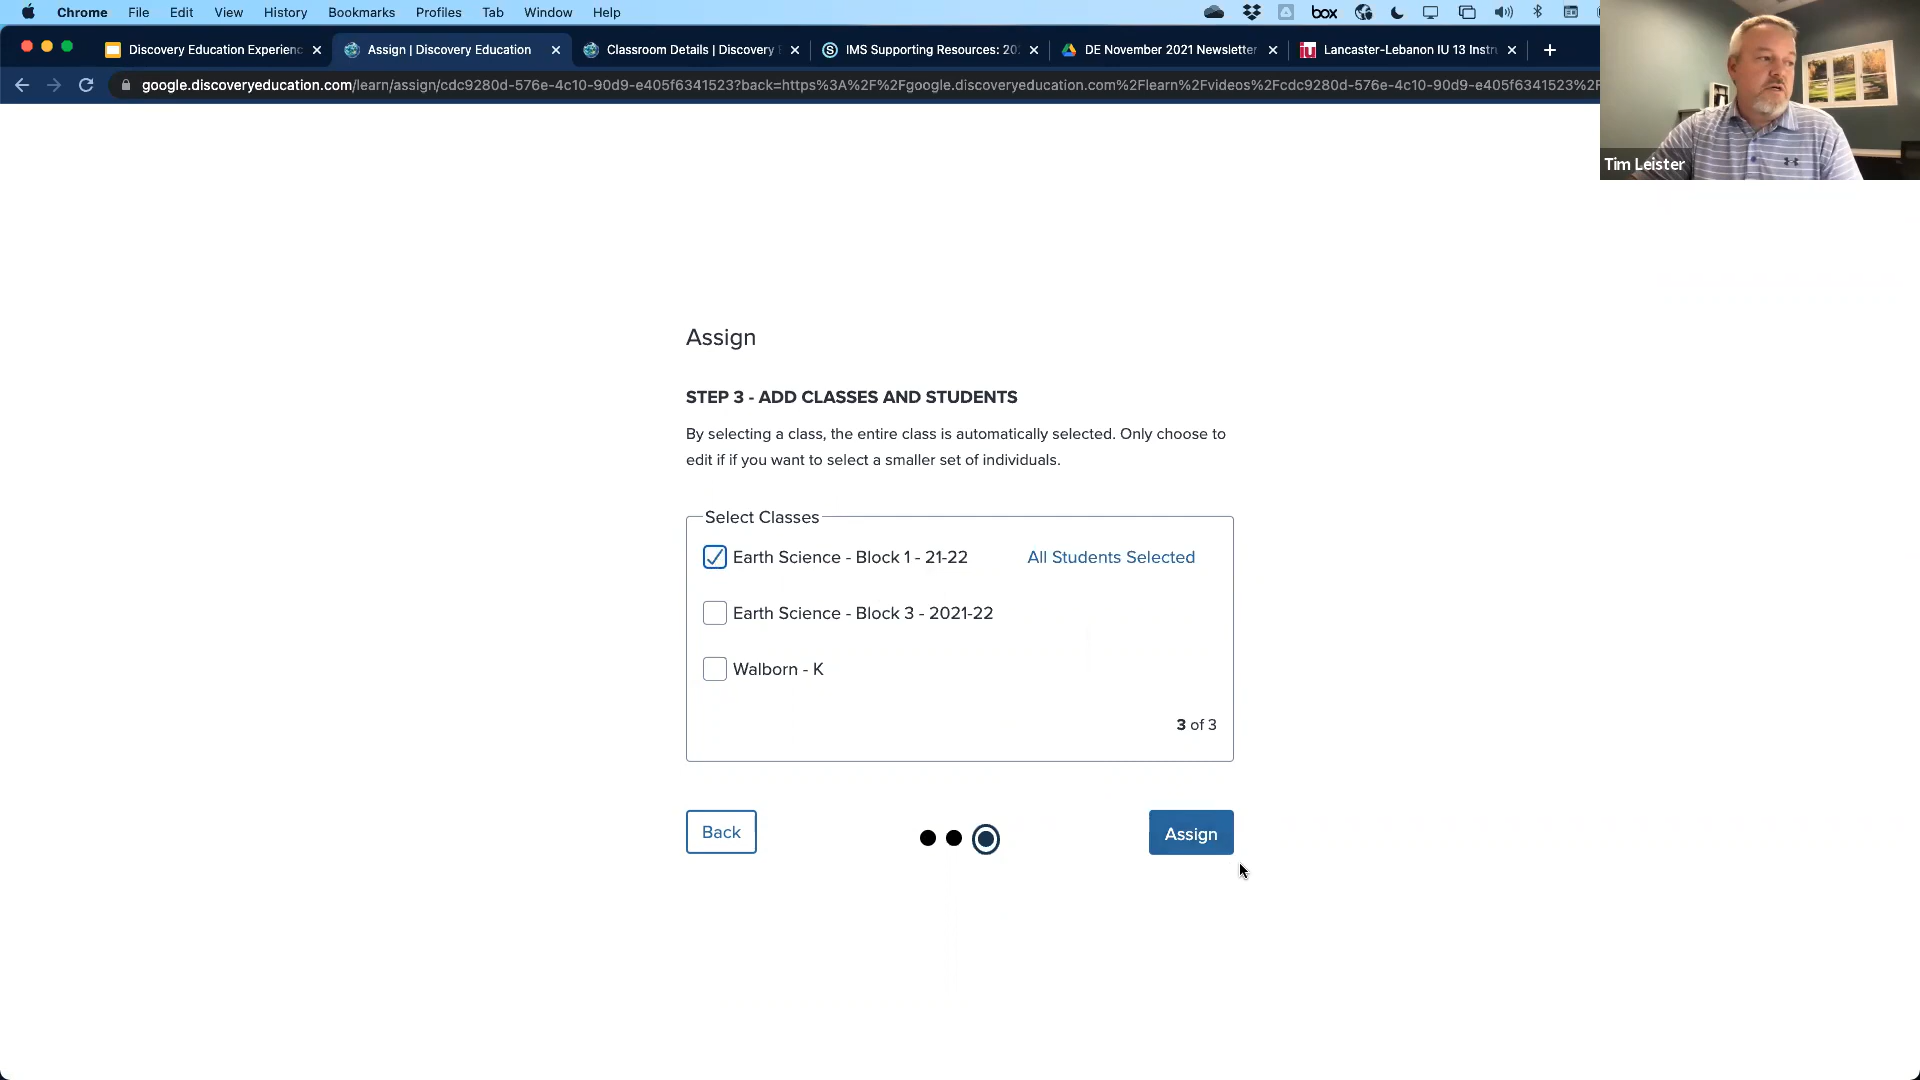 Chrome File Edit View History Bookmarks Profiles Tab Window Help
box
Discovery Education Experienc
Assign | Discovery Education
Classroom Details | Discovery
IMS Supporting Resources: 20
DE November 2021 Newsletter
iu Lancaster-Lebanon IU 13 Instru
google.discoveryeducation.com/learn/assign/cdc9280d-576e-4c10-90d9-e405f6341523?back=https%3A%2F%2Fgoogle.discoveryeducation.com%2Flearn%2Fvideos%2Fcdc9280d-576e-4c10-90d9-e405f6341523%2F
Tim Leister
Assign
STEP 3 - ADD CLASSES AND STUDENTS
By selecting a class, the entire class is automatically selected. Only choose to
edit if if you want to select a smaller set of individuals.
Select Classes
Earth Science - Block 1 - 21-22 All Students Selected
Earth Science - Block 3 - 2021-22
Walborn - K
3 of 3
Back
Assign